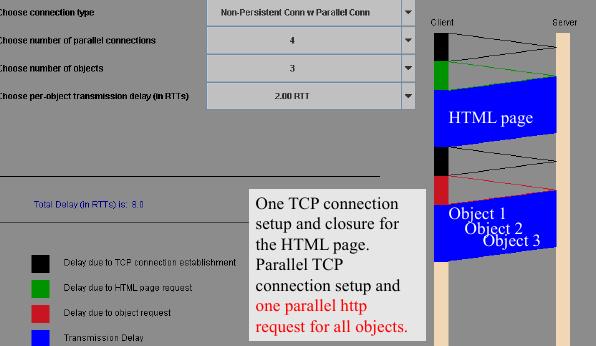 Choose connection type
Non-Persistent Conn w Parallel Conn
Choose number of parallel connections
4
Choose number of objects
3
Choose per-object transmission delay (in RTTs)
2.00 RTT
Total Delay (in RTTs) is: 8.0
Delay due to TCP connection establishment
Delay due to HTML page request
Delay due to object request
Transmission Delay
One TCP connection
setup and closure for
the HTML page.
Parallel TCP
connection setup and
one parallel http
request for all objects.
Client
Server
HTML page
Object 1
Object 2
Object 3